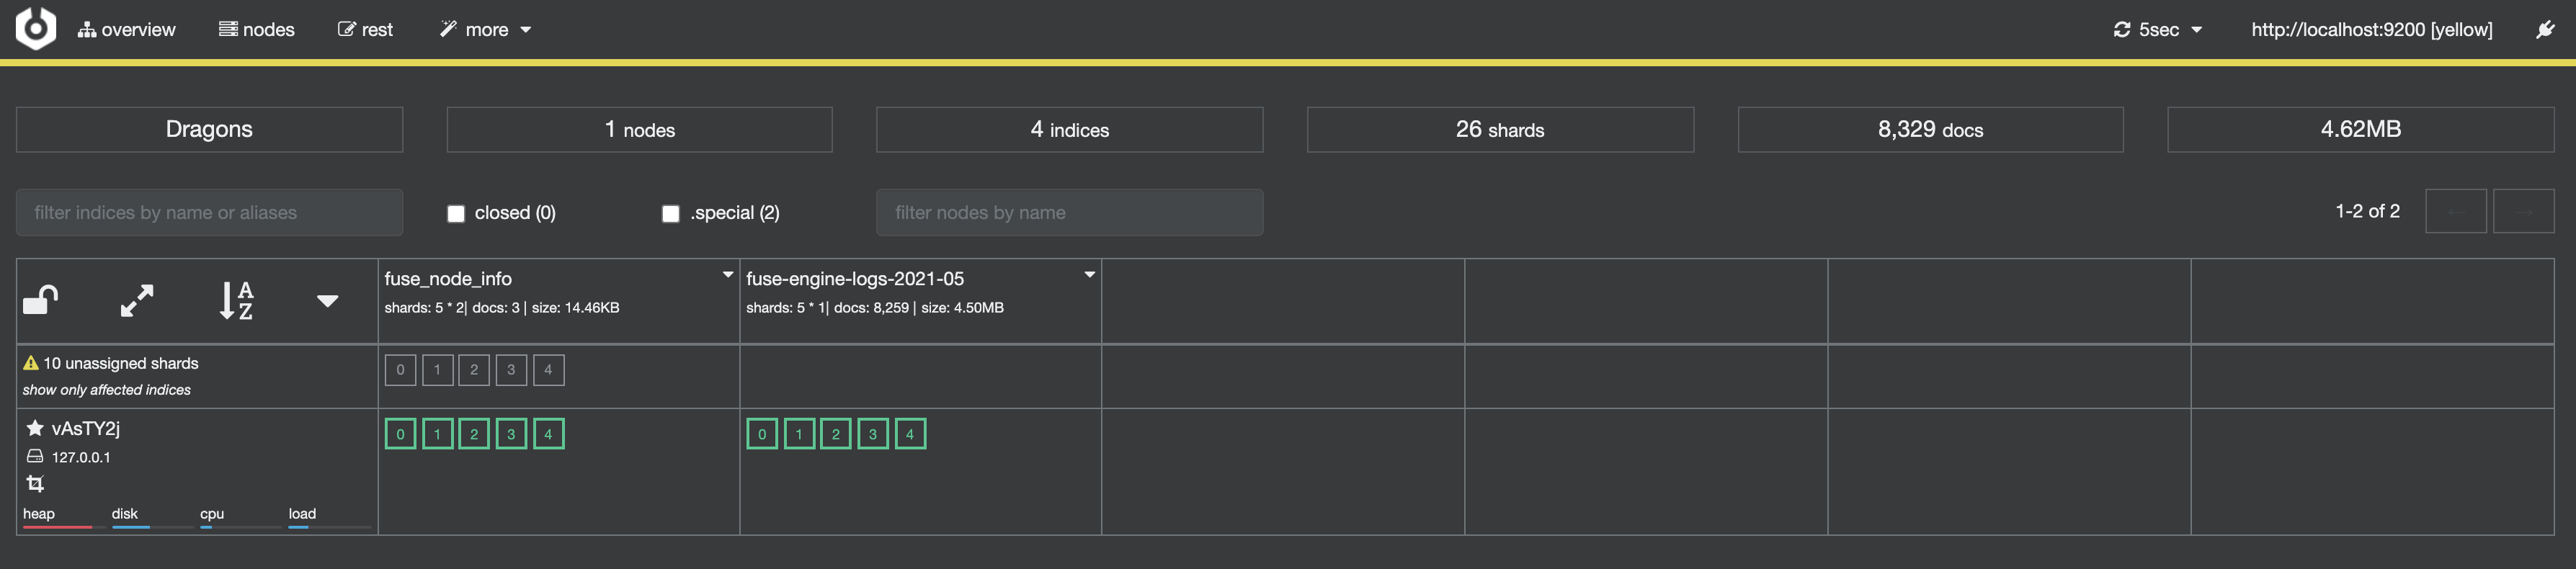 overview nodes rest more 5sec http://localhost:9200 [yellow]
Dragons 1 nodes 4 indices 26 shards 8,329 docs 4.62MB
filter indices by name or aliases closed (0) .special (2) filter nodes by name 1-2 of 2 ← →
A
Z
fuse_node_info
shards: 5 * 2| docs: 3 | size: 14.46KB
fuse-engine-logs-2021-05
shards: 5 * 1| docs: 8,259 | size: 4.50MB
10 unassigned shards
show only affected indices
0 1 2 3 4
vAsTY2j
127.0.0.1
heap disk cpu load
0 1 2 3 4
0 1 2 3 4